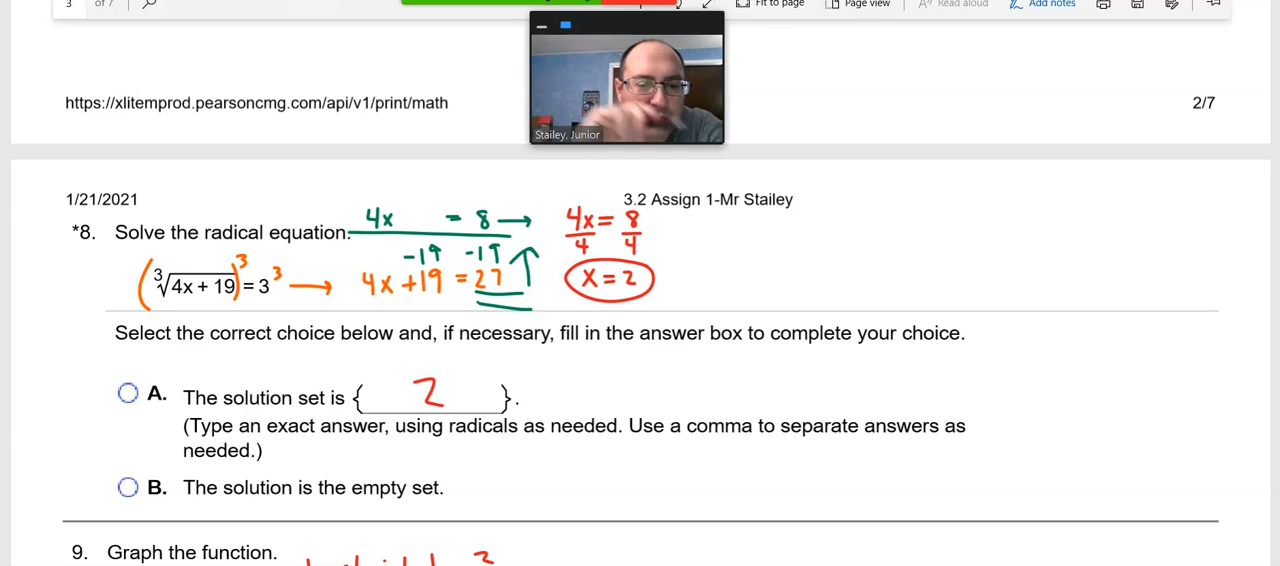 3 of 7 Fit to page Page view Read aloud Add notes
https://xlitemprod.pearsoncmg.com/api/v1/print/math 2/7
Stailey, Junior
1/21/2021 3.2 Assign 1-Mr Stailey
4x = 8 → 4x = 8
*8. Solve the radical equation. 4 4
-19 -19 ↑
(∛4x + 19)³ = 3³ → 4x + 19 = 27 x = 2
Select the correct choice below and, if necessary, fill in the answer box to complete your choice.
A. The solution set is { 2 }.
(Type an exact answer, using radicals as needed. Use a comma to separate answers as
needed.)
B. The solution is the empty set.
9. Graph the function.